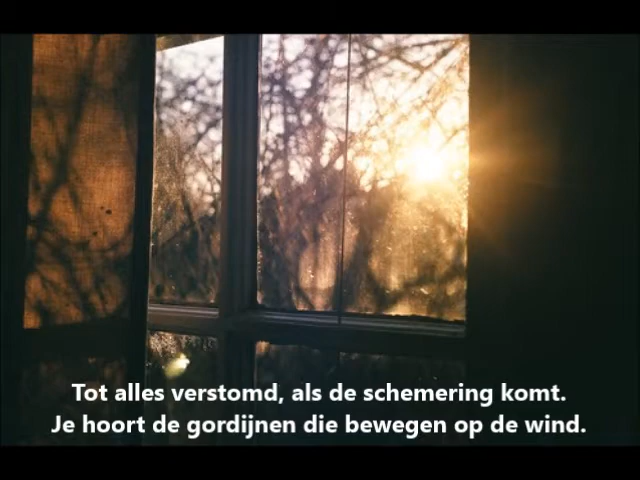 Tot alles verstomd, als de schemering komt.
Je hoort de gordijnen die bewegen op de wind.